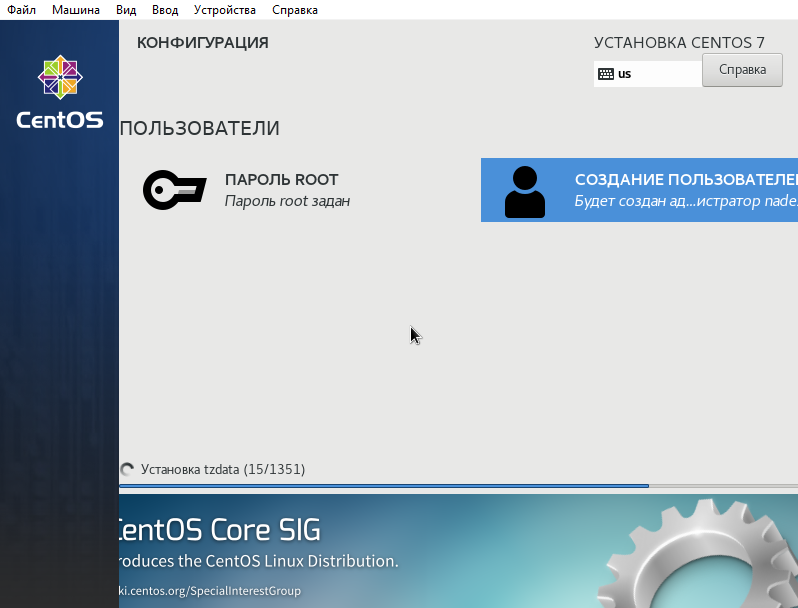 Файл Машина Вид Ввод Устройства Справка
КОНФИГУРАЦИЯ
УСТАНОВКА CENTOS 7
us
Справка
CentOS
ПОЛЬЗОВАТЕЛИ
ПАРОЛЬ ROOT
Пароль root задан
СОЗДАНИЕ ПОЛЬЗОВАТЕЛЕ
Будет создан ад...истратор nade
Установка tzdata (15/1351)
CentOS Core SIG
roduces the CentOS Linux Distribution.
ki.centos.org/SpecialInterestGroup